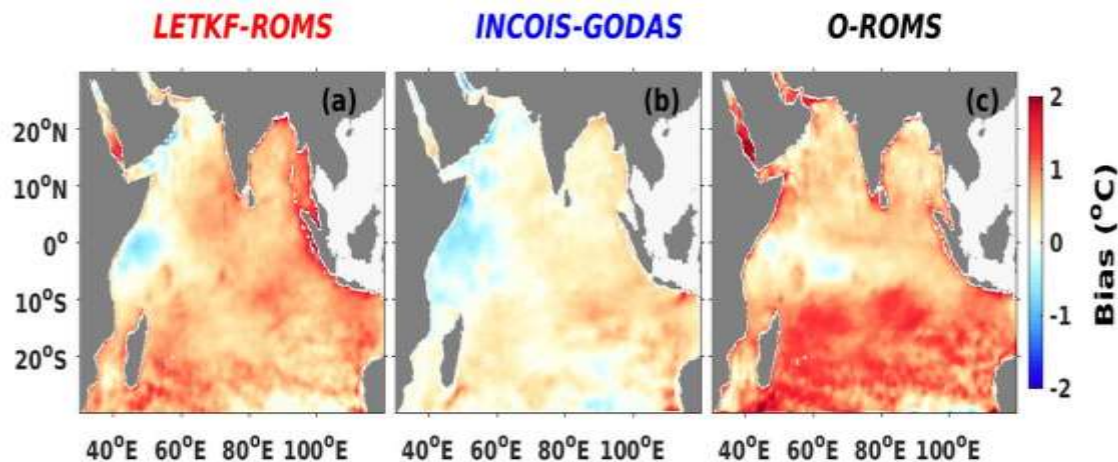 LETKF-ROMS INCOIS-GODAS O-ROMS
(a) (b) (c)
20°N
10°N
0°
10°S
20°S
40°E 60°E 80°E 100°E 40°E 60°E 80°E 100°E 40°E 60°E 80°E 100°E
2
1
0
-1
-2
Bias (°C)